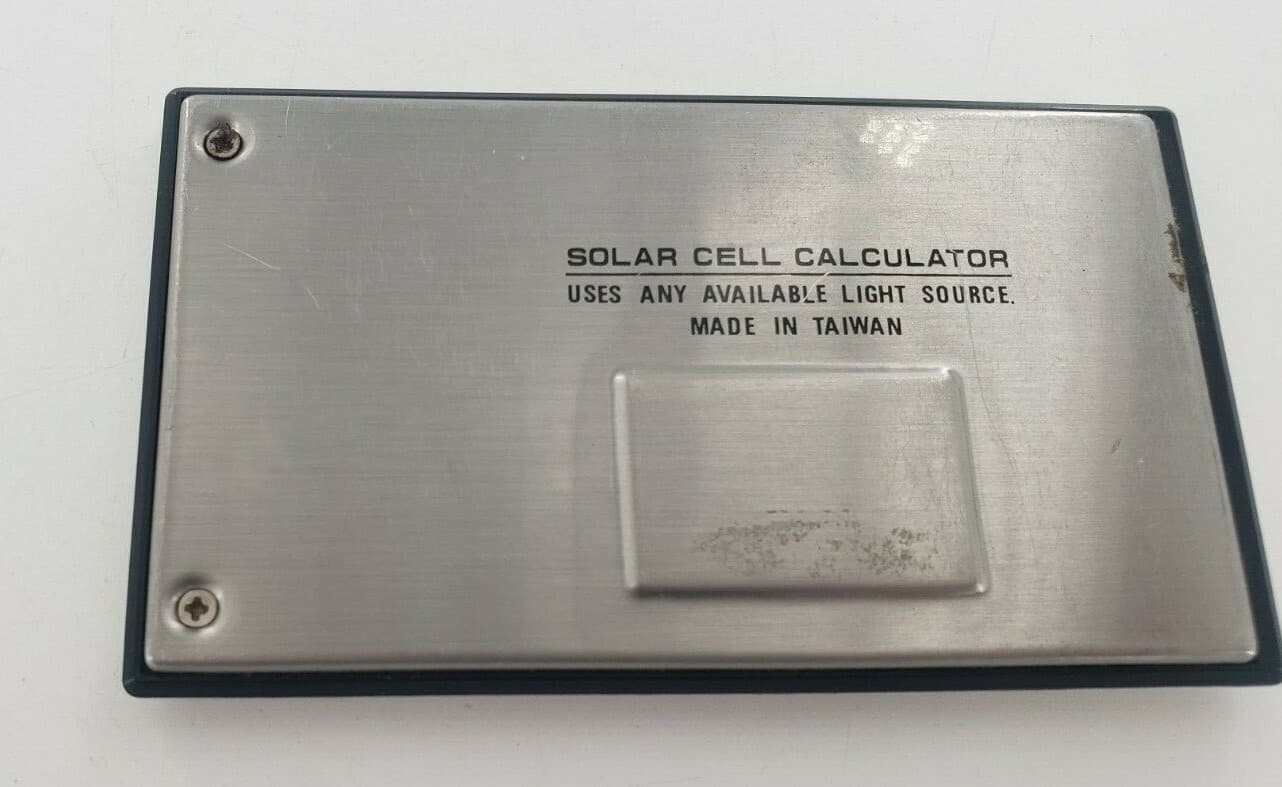 SOLAR CELL CALCULATOR
USES ANY AVAILABLE LIGHT SOURCE.
MADE IN TAIWAN